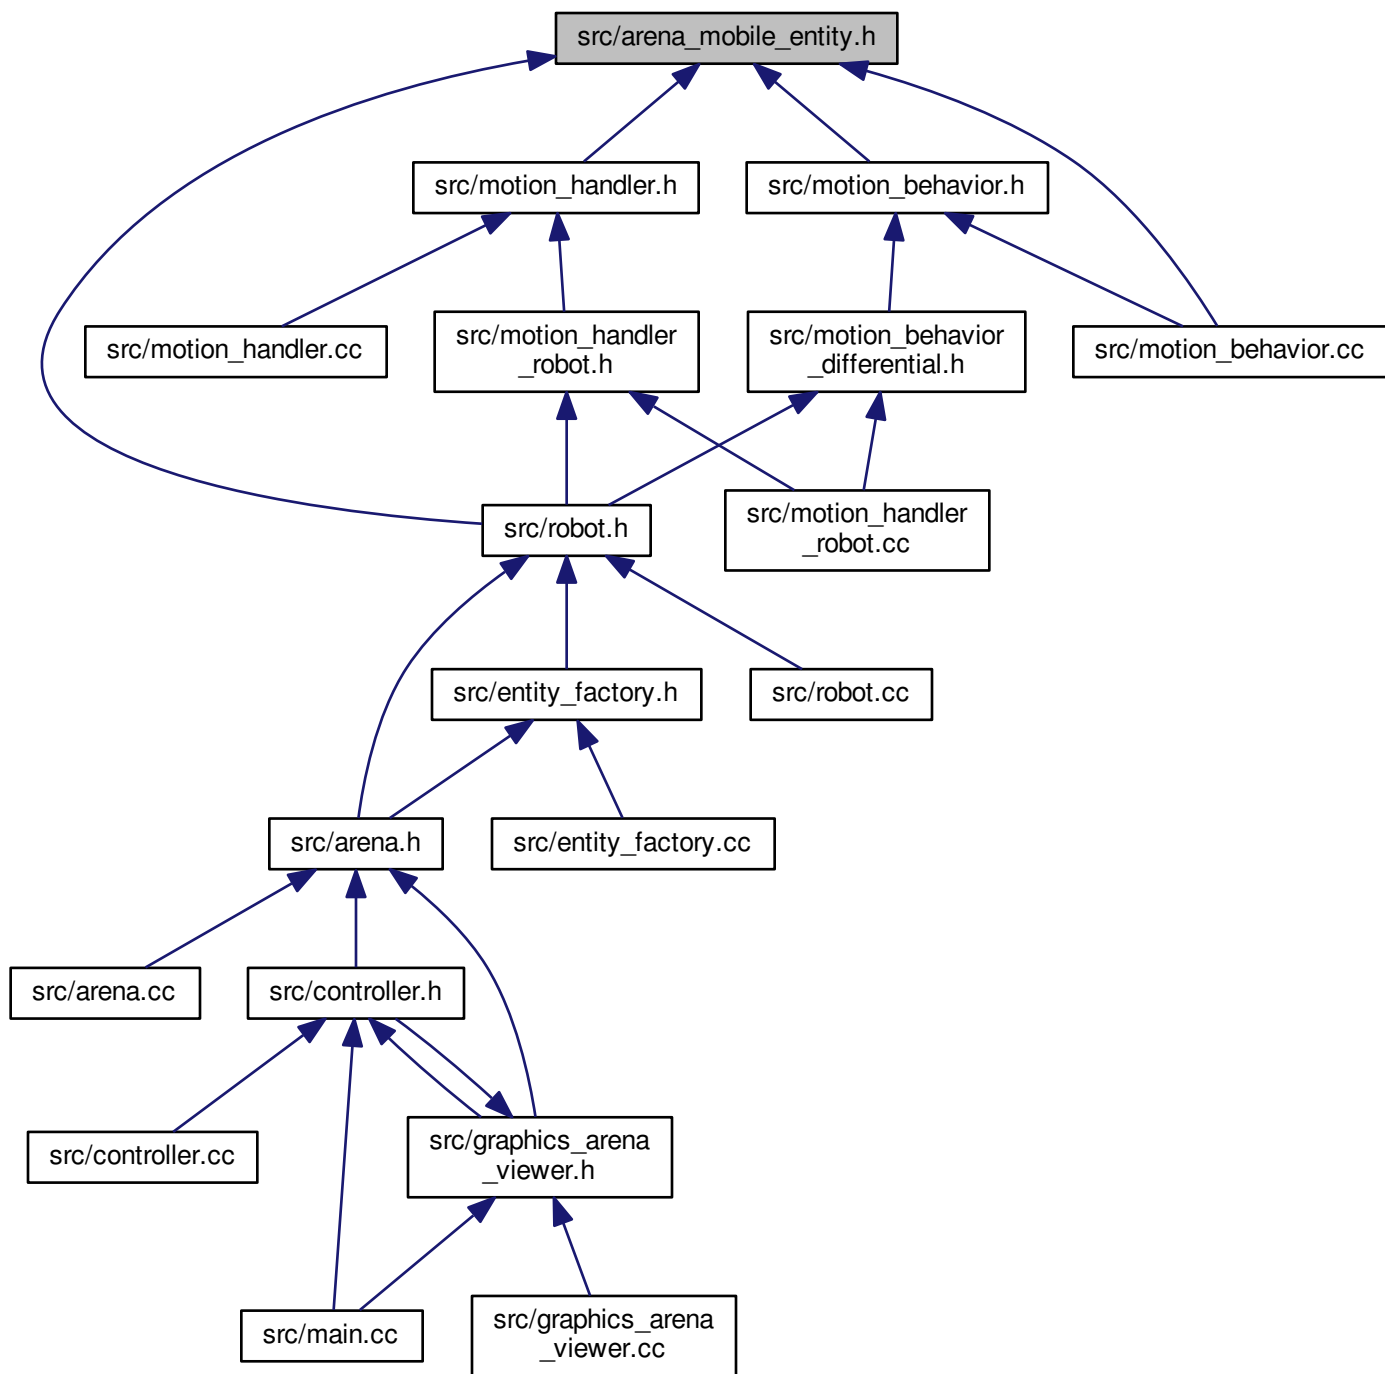 src/arena_mobile_entity.h
src/motion_handler.h
src/motion_behavior.h
src/motion_handler.cc
src/motion_handler
_robot.h
src/motion_behavior
_differential.h
src/motion_behavior.cc
src/robot.h
src/motion_handler
_robot.cc
src/entity_factory.h
src/robot.cc
src/arena.h
src/entity_factory.cc
src/arena.cc
src/controller.h
src/controller.cc
src/graphics_arena
_viewer.h
src/main.cc
src/graphics_arena
_viewer.cc